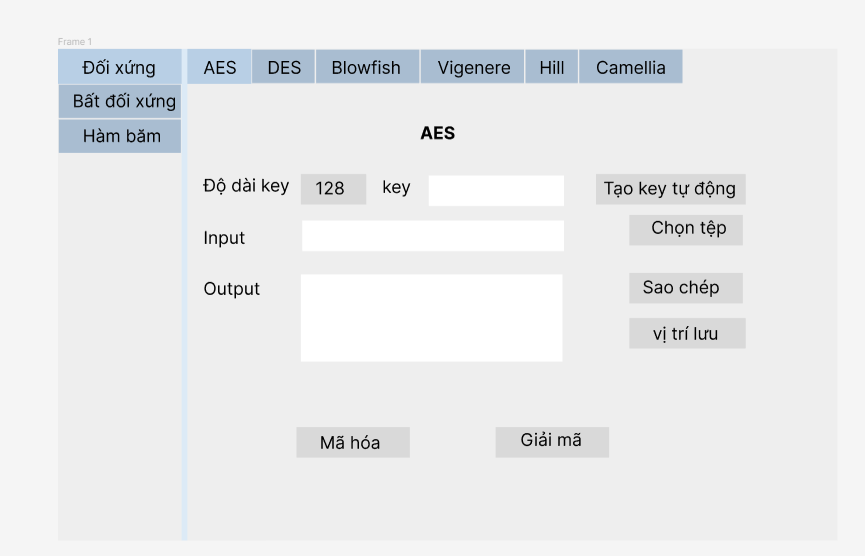 Frame 1
Đối xứng
AES DES Blowfish Vigenere Hill Camellia
Bất đối xứng
Hàm băm
AES
Độ dài key 128 key Tạo key tự động
Chọn tệp
Input
Output Sao chép
vị trí lưu
Mã hóa Giải mã